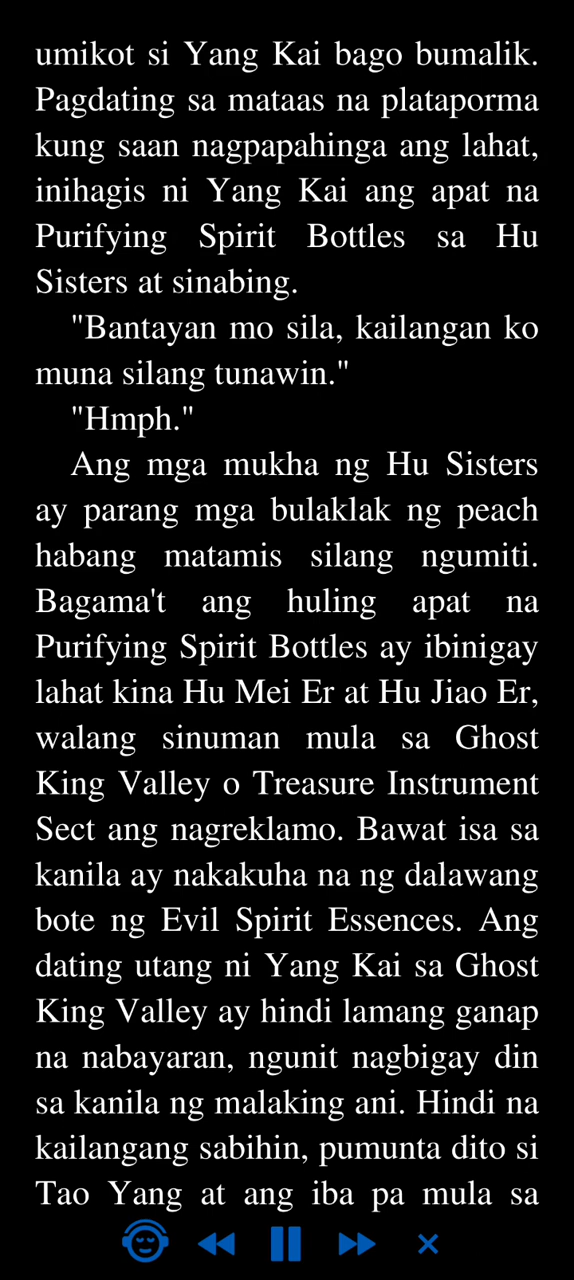 umikot si Yang Kai bago bumalik.
Pagdating sa mataas na plataporma
kung saan nagpapahinga ang lahat,
inihagis ni Yang Kai ang apat na
Purifying Spirit Bottles sa Hu
Sisters at sinabing.
"Bantayan mo sila, kailangan ko
muna silang tunawin."
"Hmph."
Ang mga mukha ng Hu Sisters
ay parang mga bulaklak ng peach
habang matamis silang ngumiti.
Bagama't ang huling apat na
Purifying Spirit Bottles ay ibinigay
lahat kina Hu Mei Er at Hu Jiao Er,
walang sinuman mula sa Ghost
King Valley o Treasure Instrument
Sect ang nagreklamo. Bawat isa sa
kanila ay nakakuha na ng dalawang
bote ng Evil Spirit Essences. Ang
dating utang ni Yang Kai sa Ghost
King Valley ay hindi lamang ganap
na nabayaran, ngunit nagbigay din
sa kanila ng malaking ani. Hindi na
kailangang sabihin, pumunta dito si
Tao Yang at ang iba pa mula sa